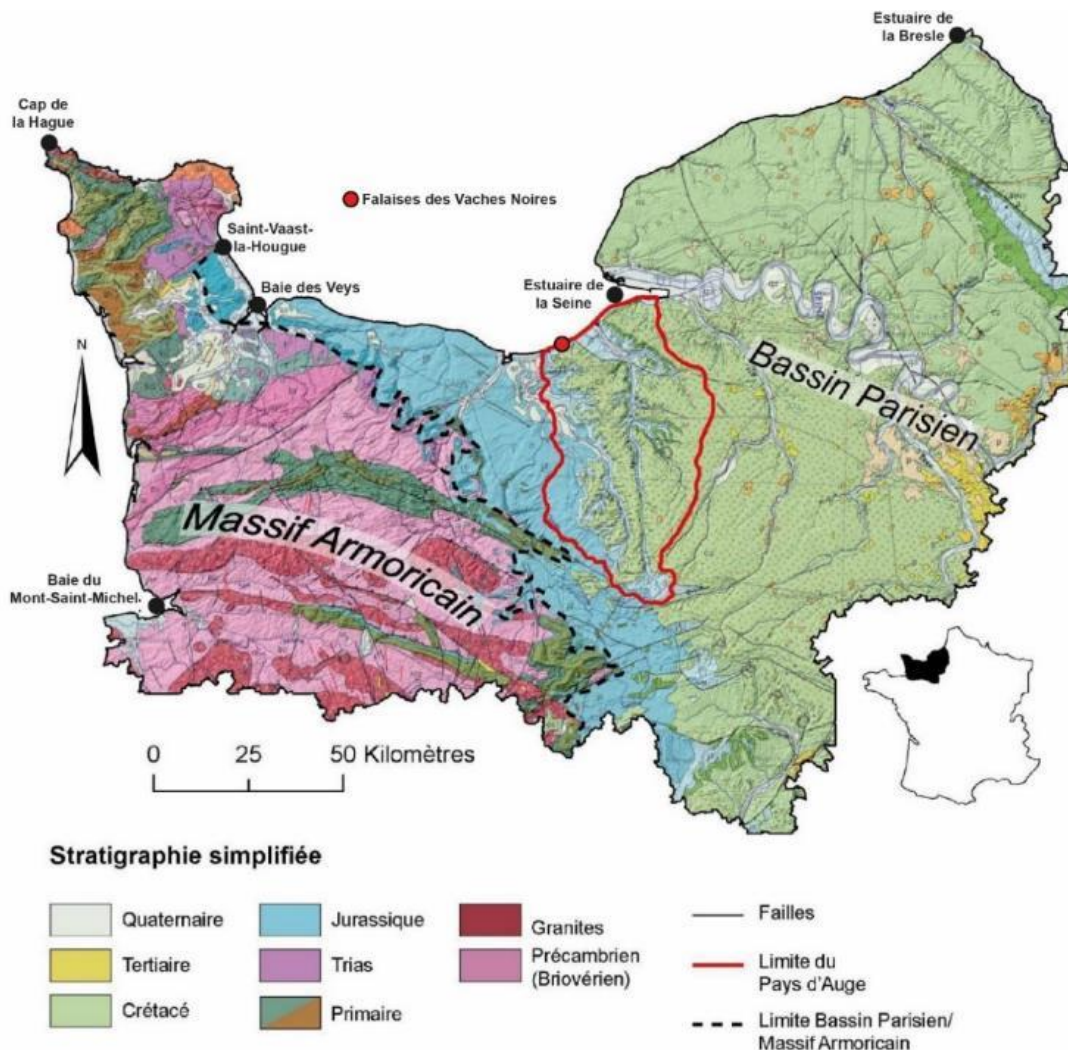 Estuaire de
la Bresle
Cap de
la Hague
Falaises des Vaches Noires
Saint-Vaast-
la-Hougue
Baie des Veys
Estuaire de
la Seine
N
Bassin Parisien
Massif Armoricain
Baie du
Mont-Saint-Michel
0 25 50 Kilomètres
Stratigraphie simplifiée
Quaternaire
Tertiaire
Crétacé
Jurassique
Trias
Primaire
Granites
Précambrien
(Briovérien)
Failles
Limite du
Pays d'Auge
Limite Bassin Parisien/
Massif Armoricain